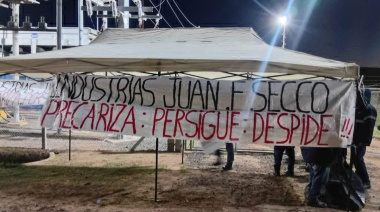 INDUSTRIAS JUAN F SECCO
PRECARIZA : PERSIGUE : DESPIDE !!!